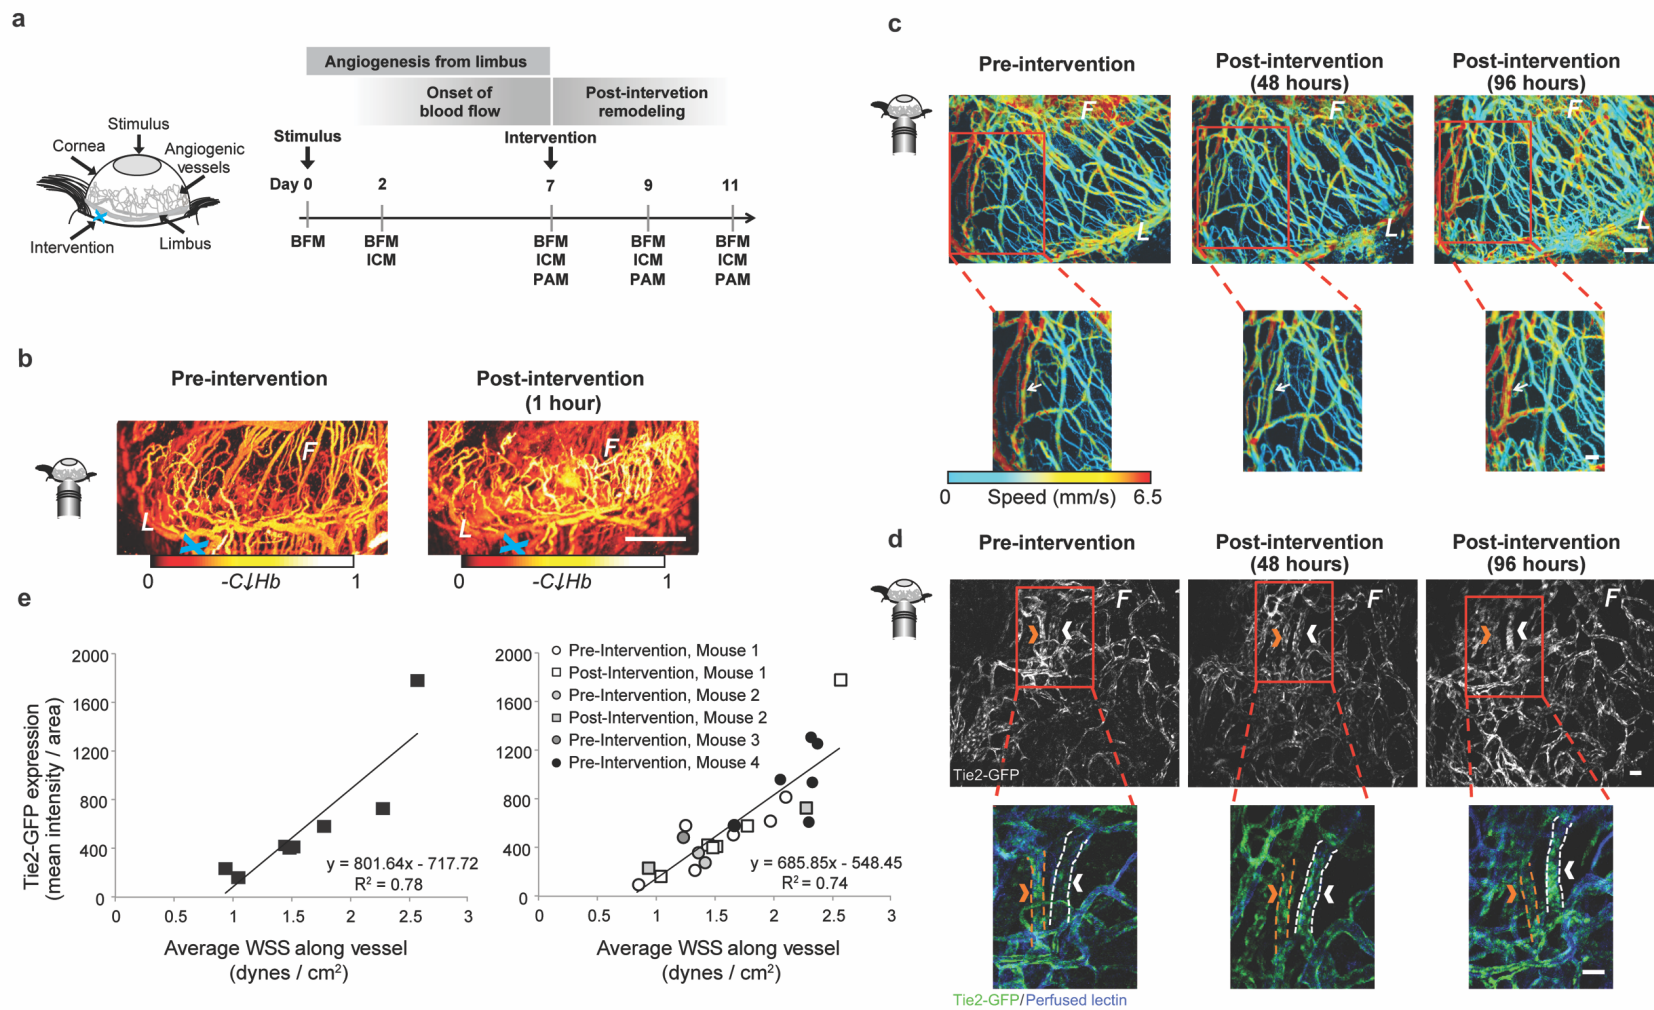 a
Angiogenesis from limbus
Onset of
blood flow
Post-intervetion
remodeling
Stimulus
Intervention
Day 0 2 7 9 11
BFM
BFM
ICM
BFM
ICM
PAM
BFM
ICM
PAM
BFM
ICM
PAM
Stimulus
Cornea
Angiogenic
vessels
Intervention
Limbus
b
Pre-intervention
Post-intervention
(1 hour)
F
L
F
L
0 -C↓Hb 1
0 -C↓Hb 1
c
Pre-intervention
Post-intervention
(48 hours)
Post-intervention
(96 hours)
F
L
F
L
F
L
0 Speed (mm/s) 6.5
d
Pre-intervention
Post-intervention
(48 hours)
Post-intervention
(96 hours)
F
F
F
Tie2-GFP
Tie2-GFP/Perfused lectin
e
Tie2-GFP expression
(mean intensity / area)
2000
1600
1200
800
400
0
0 0.5 1 1.5 2 2.5 3
y = 801.64x - 717.72
R² = 0.78
Average WSS along vessel
(dynes / cm²)
2000
1600
1200
800
400
0
0 0.5 1 1.5 2 2.5 3
Pre-Intervention, Mouse 1
Post-Intervention, Mouse 1
Pre-Intervention, Mouse 2
Post-Intervention, Mouse 2
Pre-Intervention, Mouse 3
Pre-Intervention, Mouse 4
y = 685.85x - 548.45
R² = 0.74
Average WSS along vessel
(dynes / cm²)